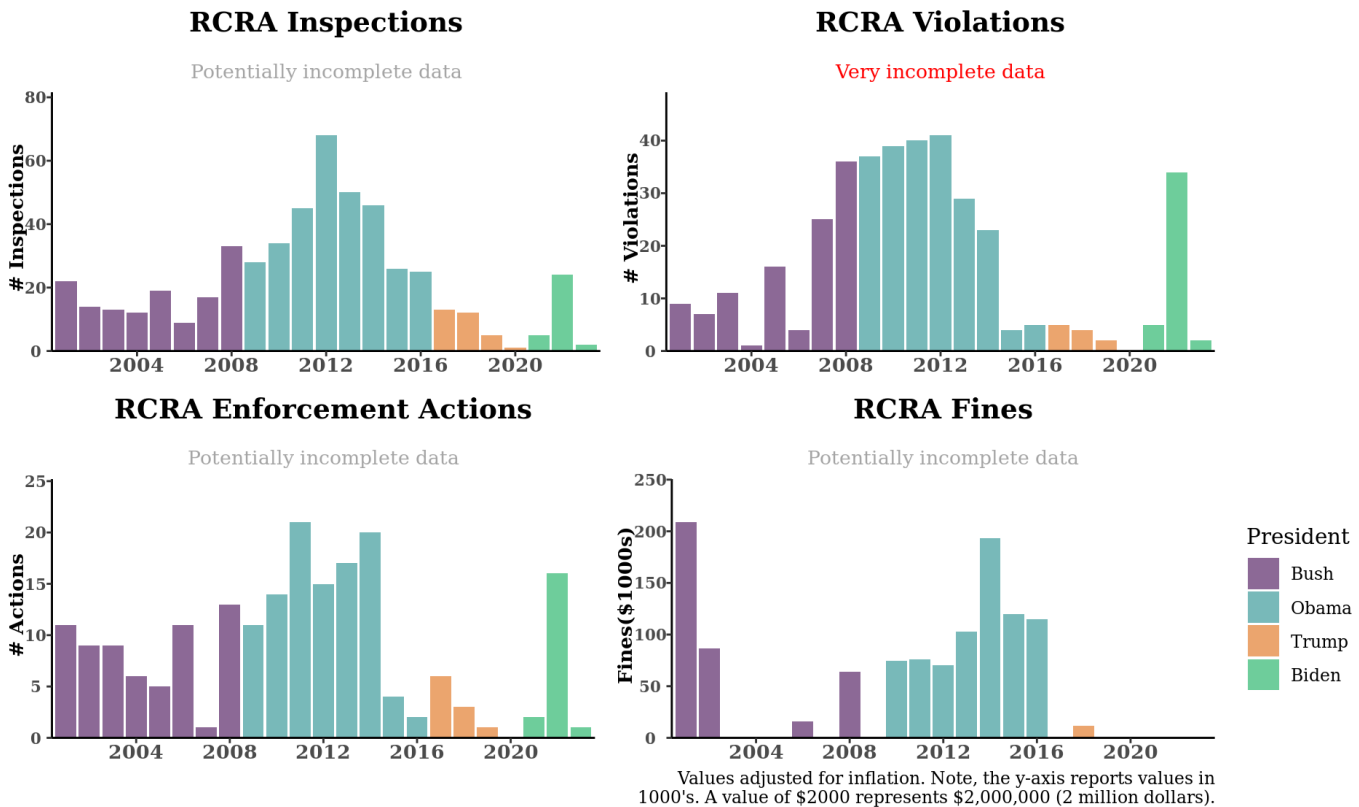 RCRA Inspections
Potentially incomplete data
# Inspections
80
60
40
20
0
2004 2008 2012 2016 2020
RCRA Violations
Very incomplete data
# Violations
40
30
20
10
0
2004 2008 2012 2016 2020
RCRA Enforcement Actions
Potentially incomplete data
# Actions
25
20
15
10
5
0
2004 2008 2012 2016 2020
RCRA Fines
Potentially incomplete data
Fines($1000s)
250
200
150
100
50
0
2004 2008 2012 2016 2020
President
Bush
Obama
Trump
Biden
Values adjusted for inflation. Note, the y-axis reports values in
1000's. A value of $2000 represents $2,000,000 (2 million dollars).